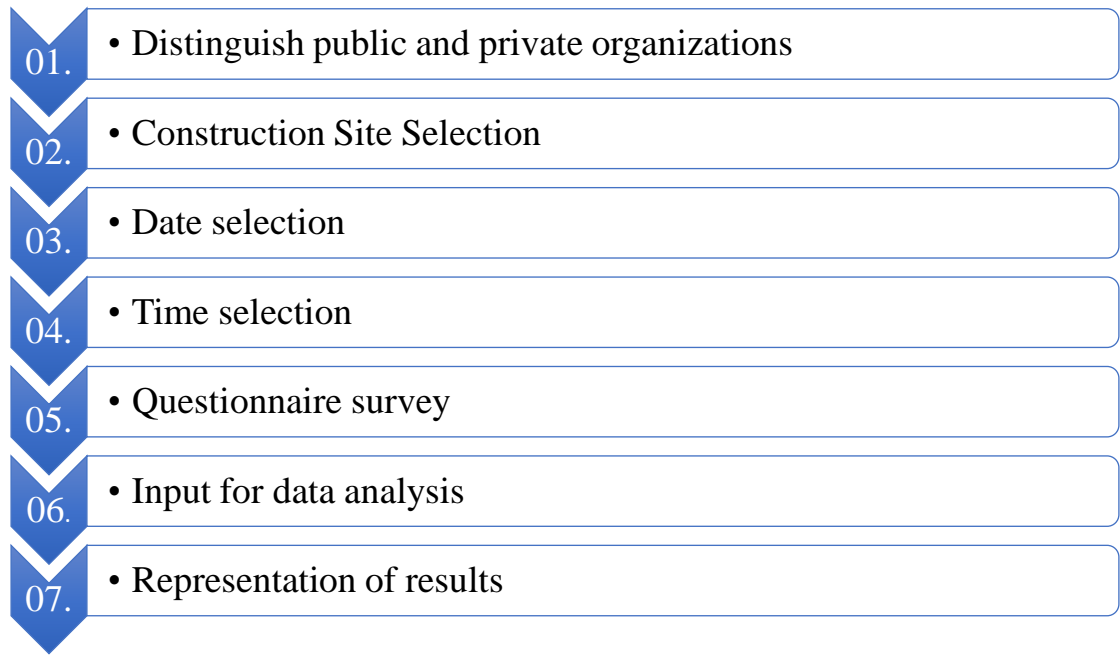 01. • Distinguish public and private organizations
02. • Construction Site Selection
03. • Date selection
04. • Time selection
05. • Questionnaire survey
06. • Input for data analysis
07. • Representation of results